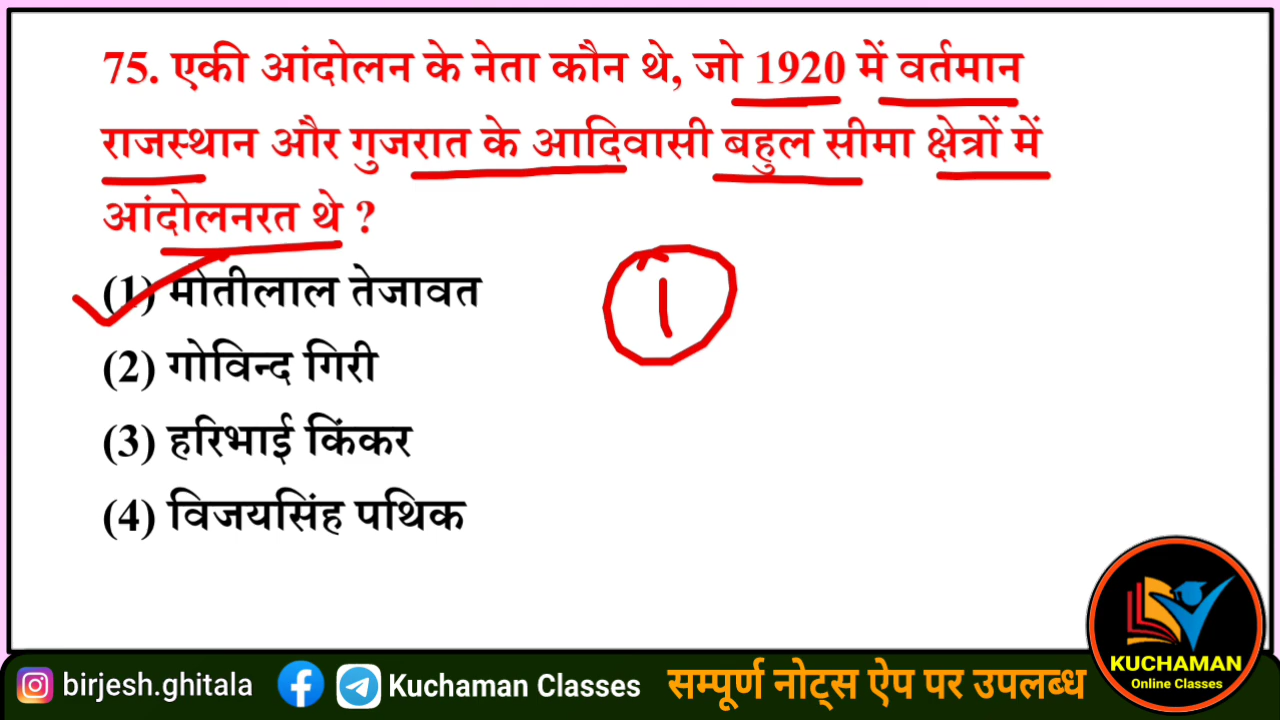 75. एकी आंदोलन के नेता कौन थे, जो 1920 में वर्तमान
राजस्थान और गुजरात के आदिवासी बहुल सीमा क्षेत्रों में
आंदोलनरत थे ?
(1) मोतीलाल तेजावत
1
(2) गोविन्द गिरी
(3) हरिभाई किंकर
(4) विजयसिंह पथिक
KUCHAMAN
Online Classes
birjesh.ghitala
Kuchaman Classes
सम्पूर्ण नोट्स ऐप पर उपलब्ध